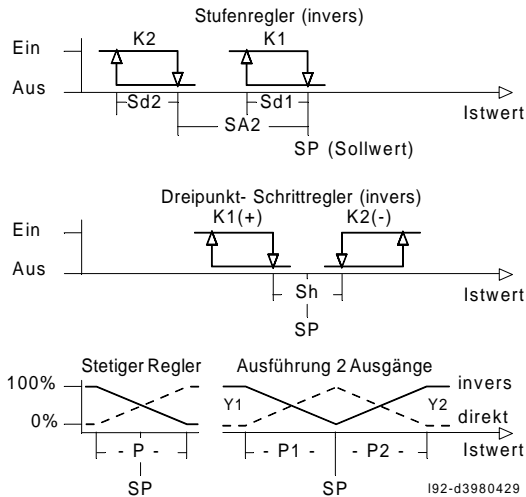 Stufenregler (invers)
K2 K1
Ein
Aus
Sd2 Sd1
SA2
Istwert
SP (Sollwert)
Dreipunkt- Schrittregler (invers)
K1(+) K2(-)
Ein
Aus
Sh
Istwert
SP
Stetiger Regler Ausführung 2 Ausgänge
100% invers
Y1 Y2
0% direkt
- P - - P1 - - P2 - Istwert
SP SP
I92-d3980429